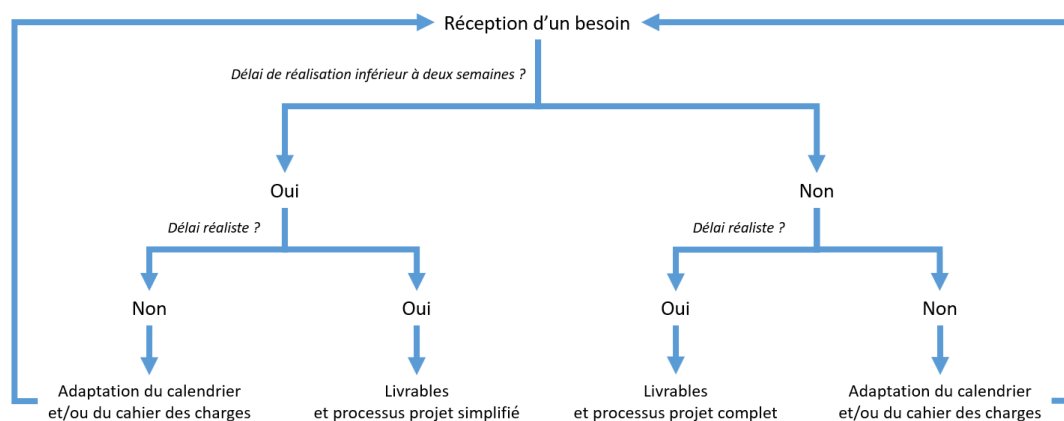 Réception d’un besoin
Délai de réalisation inférieur à deux semaines ?
Oui
Non
Délai réaliste ?
Délai réaliste ?
Non
Oui
Oui
Non
Adaptation du calendrier
et/ou du cahier des charges
Livrables
et processus projet simplifié
Livrables
et processus projet complet
Adaptation du calendrier
et/ou du cahier des charges